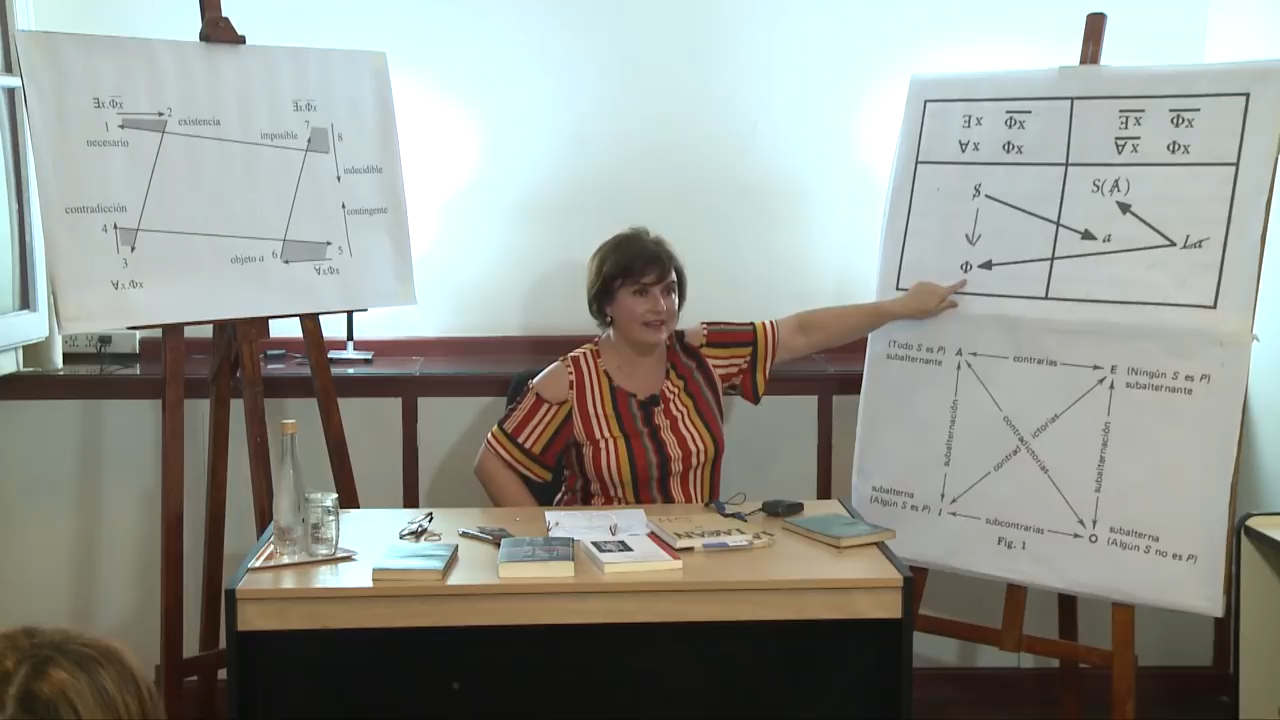 ∃x.Φ̅x̅
1
2
existencia
necesario
∃̅x̅.Φ̅x̅
imposible
7
8
indecidible
contradicción
4
3
∀x.Φx
contingente
objeto a
6
5
∀̅x̅.Φx
∃x Φ̅x̅
∀x Φx
∃̅x̅ Φ̅x̅
∀̅x̅ Φx
$
S(Ⱥ)
a
L̶a̶
Φ
(Todo S es P) A
subalternante
contrarias
E (Ningún S es P)
subalternante
subalternación
contradictorias
contradictorias
subalternación
subalterna
(Algún S es P) I
subcontrarias
O
subalterna
(Algún S no es P)
Fig. 1
LACAN